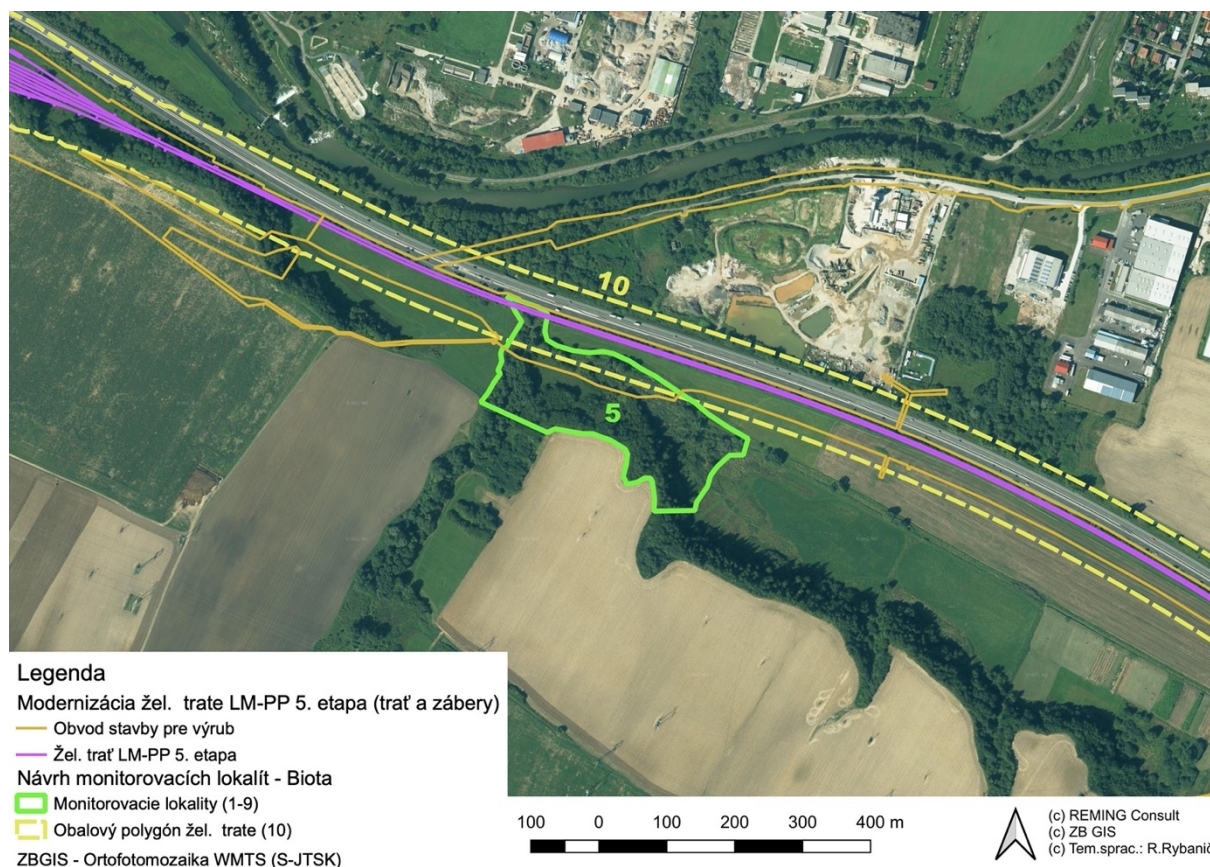 10
5
Legenda
Modernizácia žel. trate LM-PP 5. etapa (trať a zábery)
Obvod stavby pre výrub
Žel. trať LM-PP 5. etapa
Návrh monitorovacích lokalít - Biota
Monitorovacie lokality (1-9)
Obalový polygón žel. trate (10)
ZBGIS - Ortofotomozaika WMTS (S-JTSK)
100 0 100 200 300 400 m
(c) REMING Consult
(c) ZB GIS
(c) Tem.sprac.: R.Rybanič